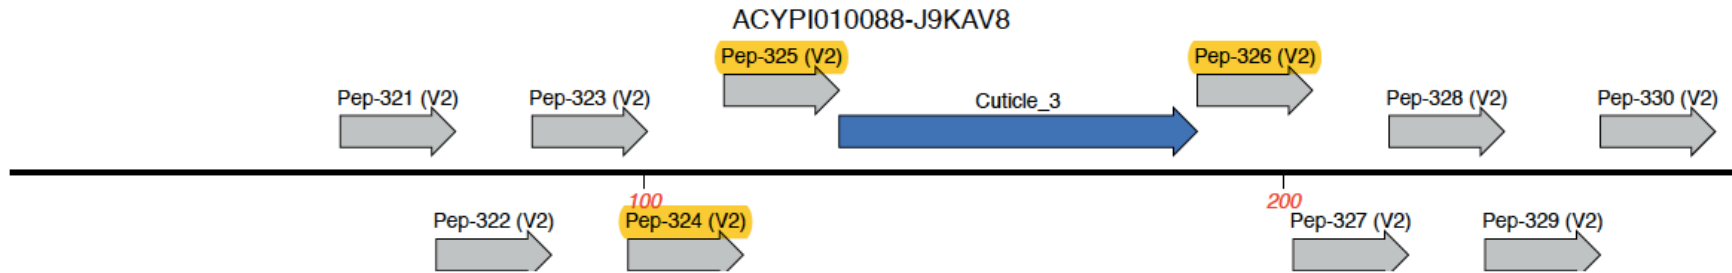 ACYPI010088-J9KAV8
Pep-325 (V2)
Pep-326 (V2)
Pep-321 (V2)
Pep-323 (V2)
Cuticle_3
Pep-328 (V2)
Pep-330 (V2)
100
200
Pep-322 (V2)
Pep-324 (V2)
Pep-327 (V2)
Pep-329 (V2)